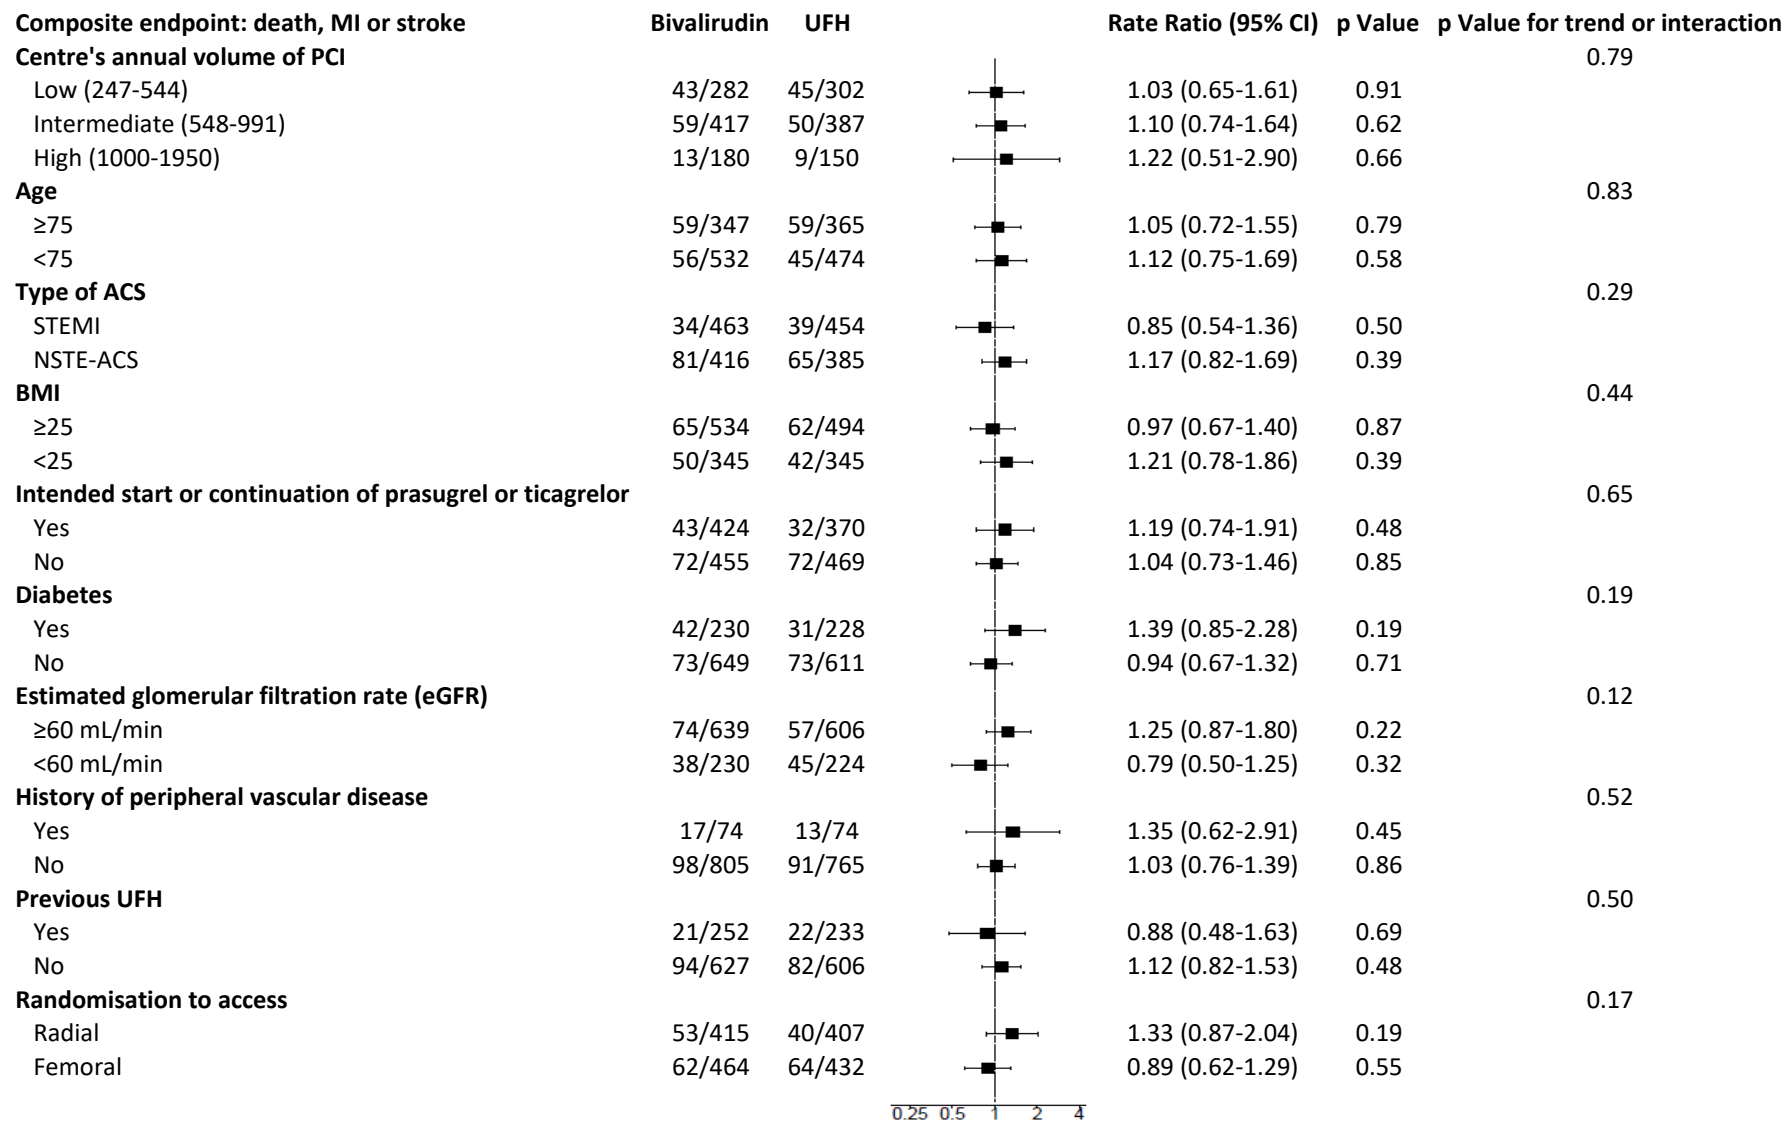 Composite endpoint: death, MI or stroke Bivalirudin UFH Rate Ratio (95% CI) p Value p Value for trend or interaction
Centre's annual volume of PCI 0.79
Low (247-544) 43/282 45/302 1.03 (0.65-1.61) 0.91
Intermediate (548-991) 59/417 50/387 1.10 (0.74-1.64) 0.62
High (1000-1950) 13/180 9/150 1.22 (0.51-2.90) 0.66
Age 0.83
≥75 59/347 59/365 1.05 (0.72-1.55) 0.79
<75 56/532 45/474 1.12 (0.75-1.69) 0.58
Type of ACS 0.29
STEMI 34/463 39/454 0.85 (0.54-1.36) 0.50
NSTE-ACS 81/416 65/385 1.17 (0.82-1.69) 0.39
BMI 0.44
≥25 65/534 62/494 0.97 (0.67-1.40) 0.87
<25 50/345 42/345 1.21 (0.78-1.86) 0.39
Intended start or continuation of prasugrel or ticagrelor 0.65
Yes 43/424 32/370 1.19 (0.74-1.91) 0.48
No 72/455 72/469 1.04 (0.73-1.46) 0.85
Diabetes 0.19
Yes 42/230 31/228 1.39 (0.85-2.28) 0.19
No 73/649 73/611 0.94 (0.67-1.32) 0.71
Estimated glomerular filtration rate (eGFR) 0.12
≥60 mL/min 74/639 57/606 1.25 (0.87-1.80) 0.22
<60 mL/min 38/230 45/224 0.79 (0.50-1.25) 0.32
History of peripheral vascular disease 0.52
Yes 17/74 13/74 1.35 (0.62-2.91) 0.45
No 98/805 91/765 1.03 (0.76-1.39) 0.86
Previous UFH 0.50
Yes 21/252 22/233 0.88 (0.48-1.63) 0.69
No 94/627 82/606 1.12 (0.82-1.53) 0.48
Randomisation to access 0.17
Radial 53/415 40/407 1.33 (0.87-2.04) 0.19
Femoral 62/464 64/432 0.89 (0.62-1.29) 0.55
0.25 0.5 1 2 4